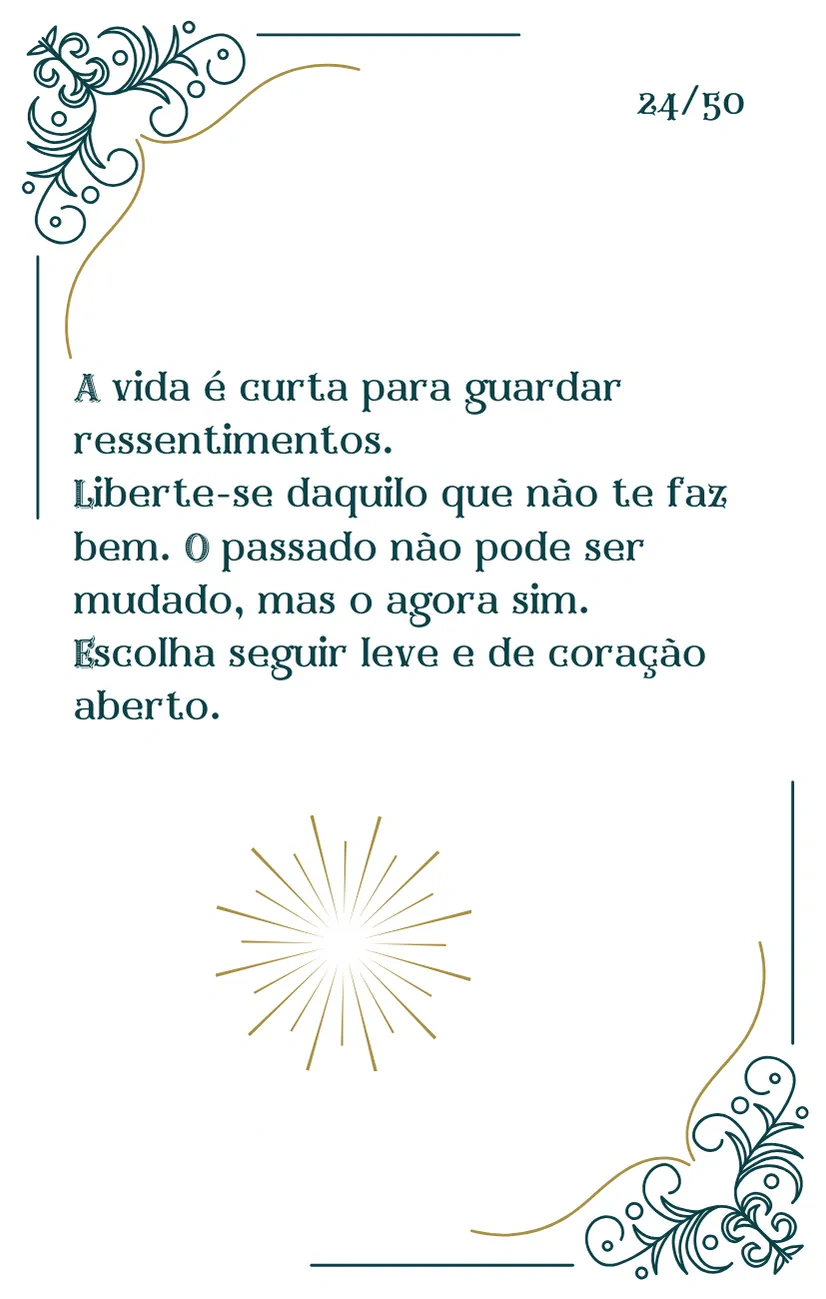 24/50
A vida é curta para guardar
ressentimentos.
Liberte-se daquilo que não te faz
bem. O passado não pode ser
mudado, mas o agora sim.
Escolha seguir leve e de coração
aberto.